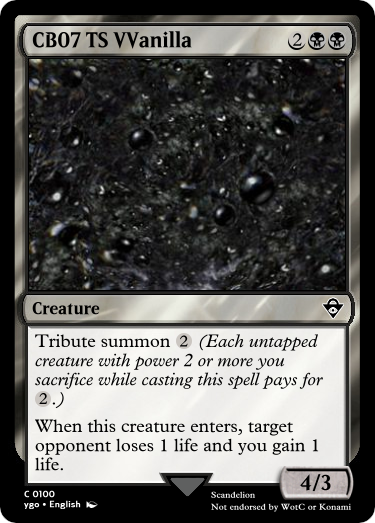 CB07 TS VVanilla 2
Creature
Tribute summon 2 (Each untapped
creature with power 2 or more you
sacrifice while casting this spell pays for
2.)
When this creature enters, target
opponent loses 1 life and you gain 1
life.
4/3
C 0100
ygo • English
Scandelion
Not endorsed by WotC or Konami